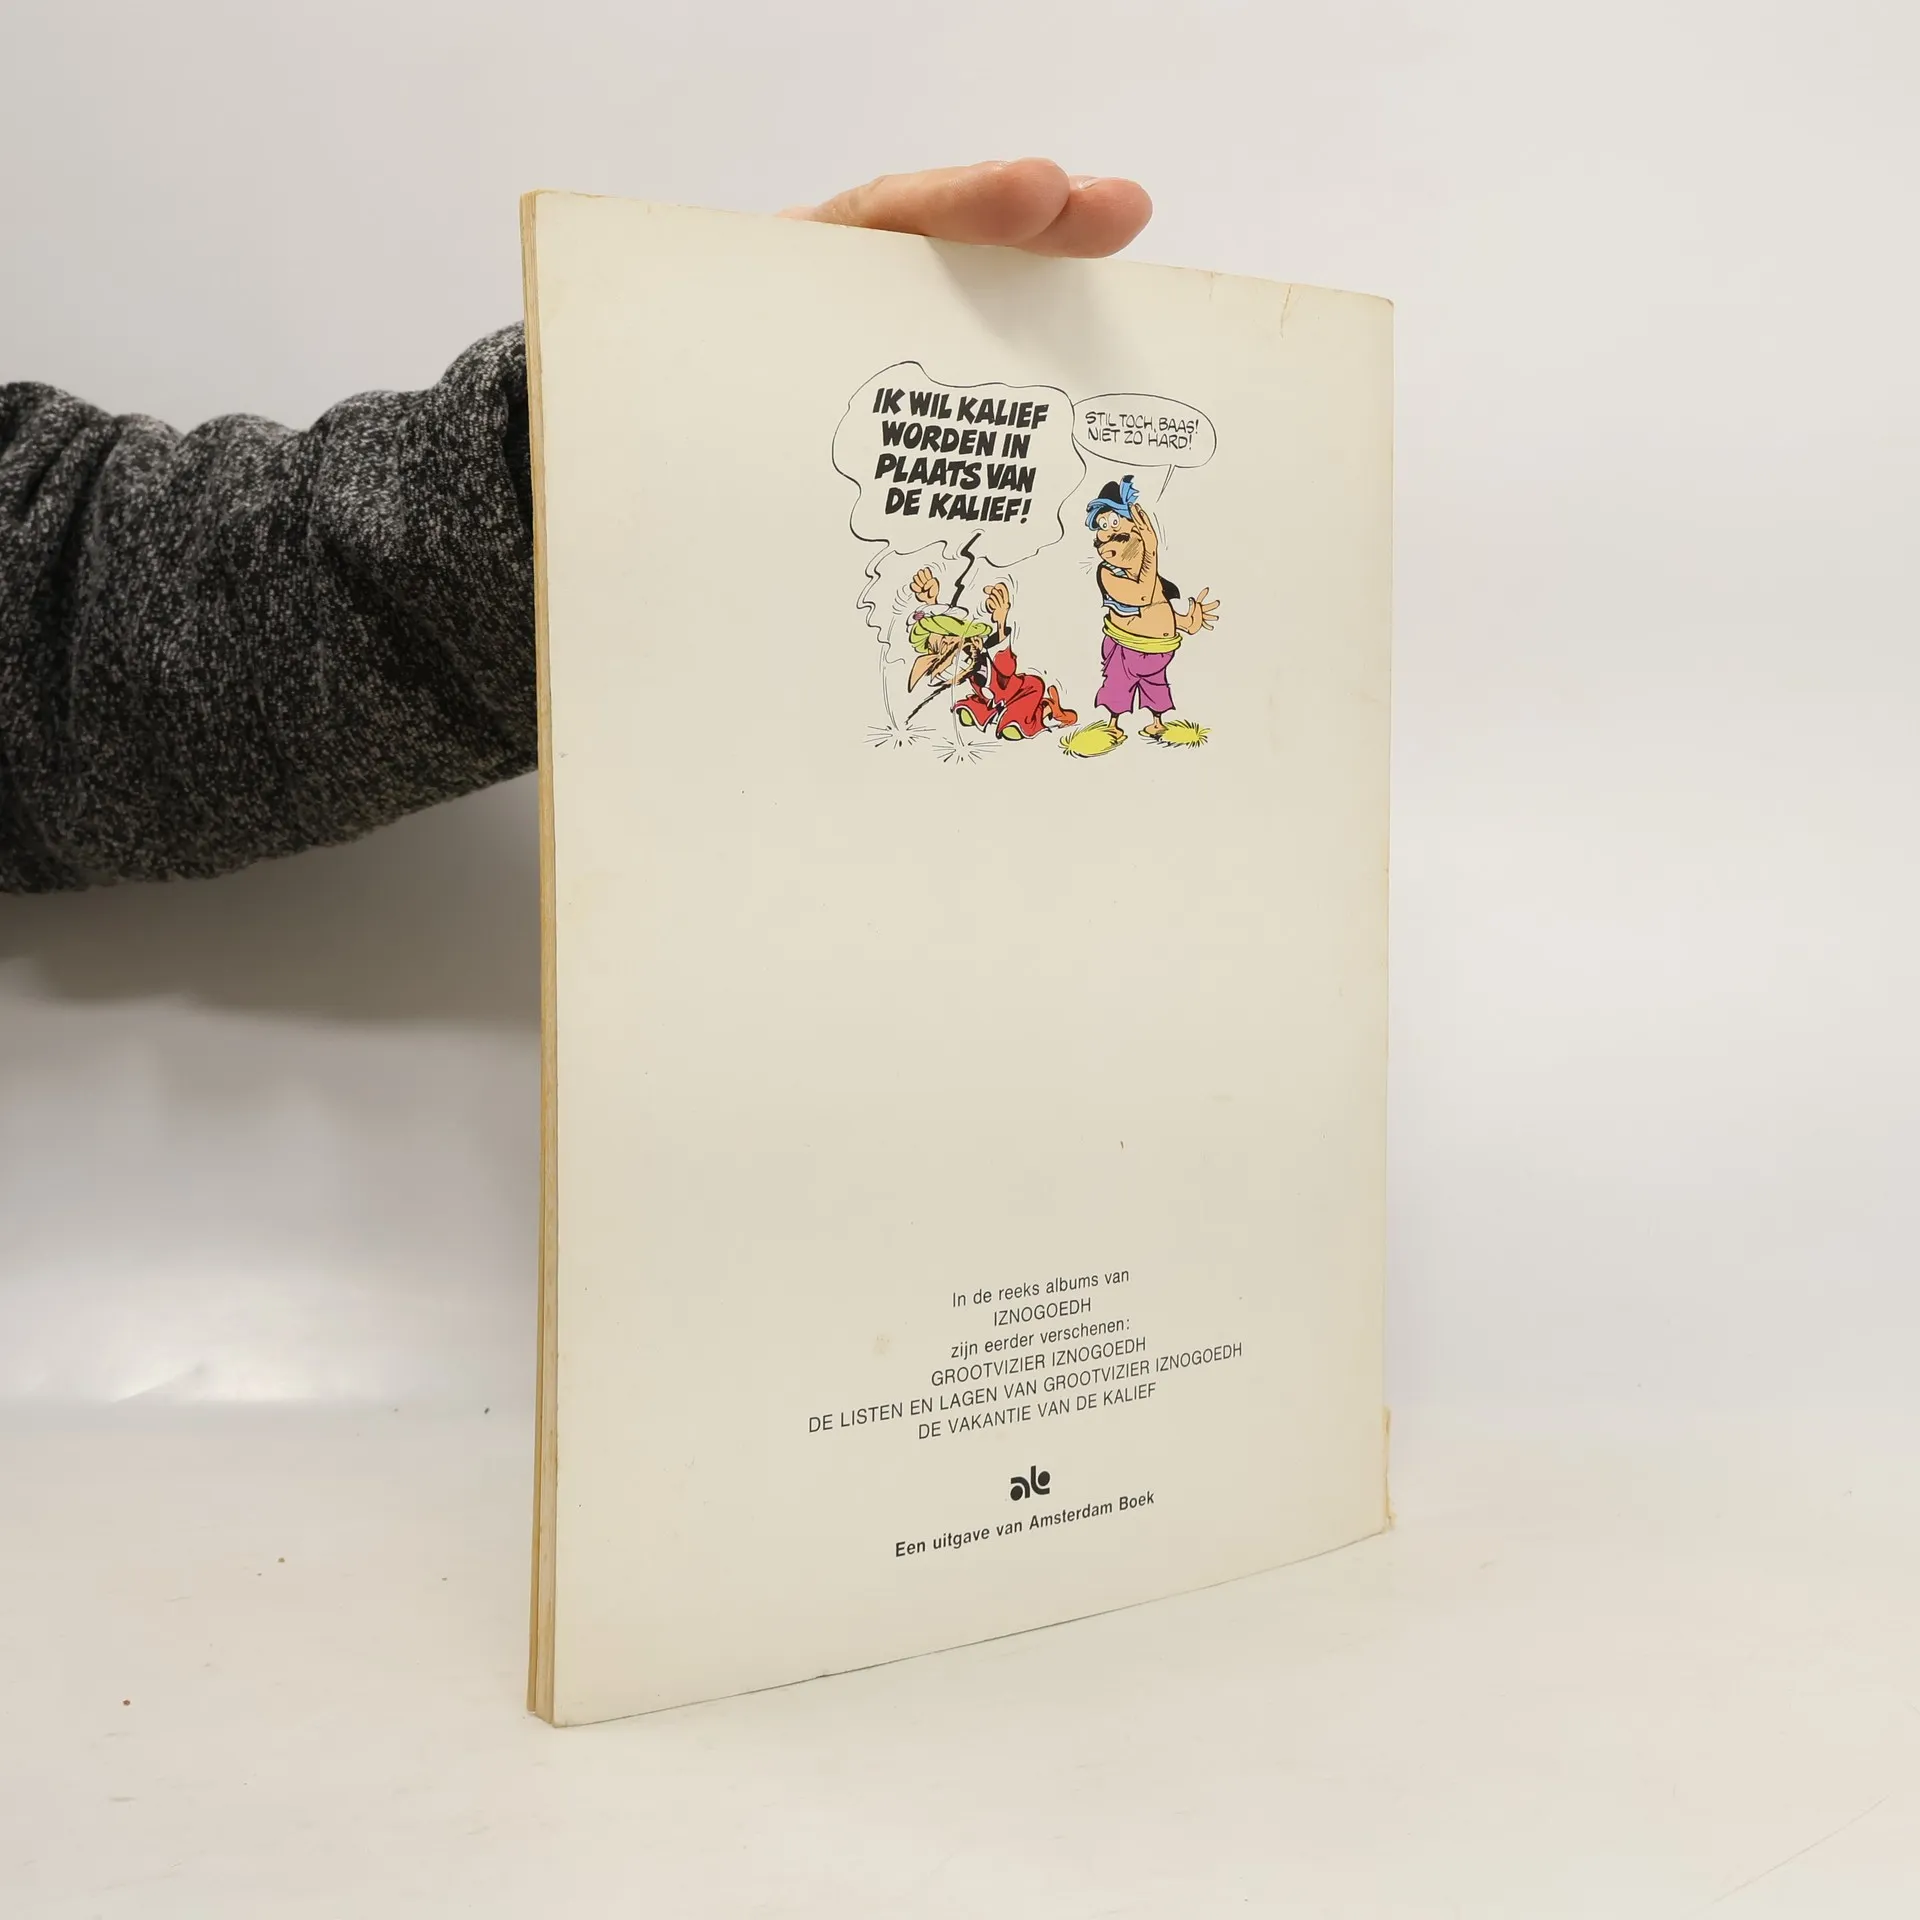 IK WIL KALIEF
WORDEN IN
PLAATS VAN
DE KALIEF!
STIL TOCH, BAAS!
NIET ZO HARD!
In de reeks albums van
IZNOGOEDH
zijn eerder verschenen:
GROOTVIZIER IZNOGOEDH
DE LISTEN EN LAGEN VAN GROOTVIZIER IZNOGOEDH
DE VAKANTIE VAN DE KALIEF
ab
Een uitgave van Amsterdam Boek